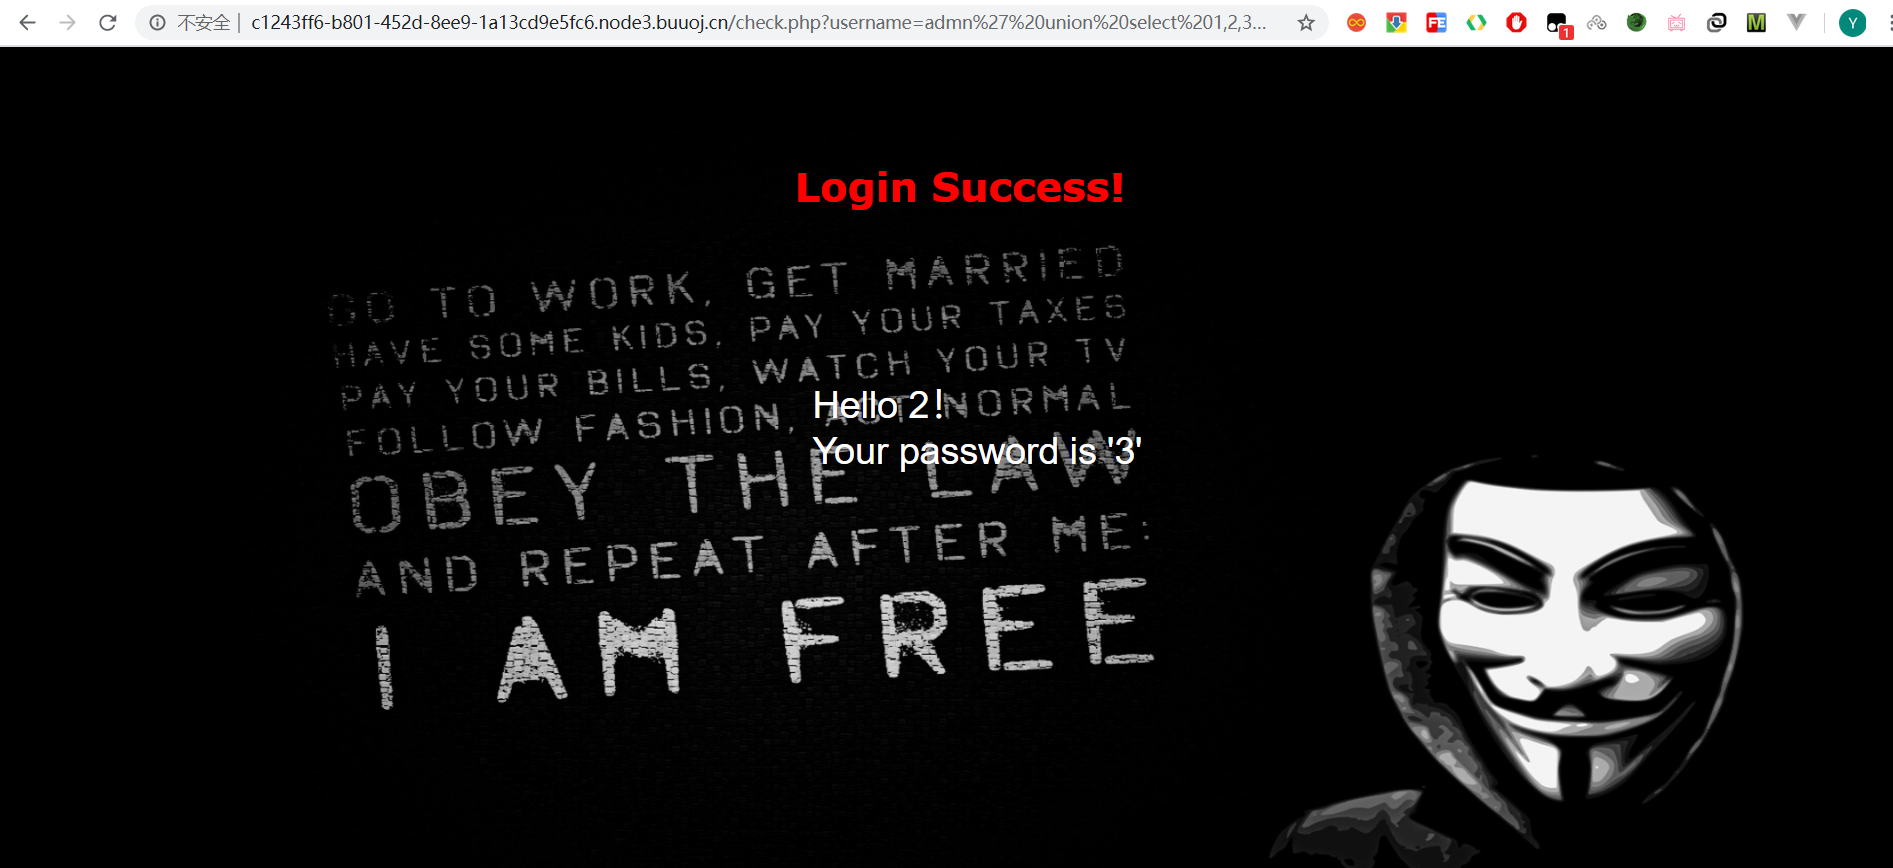 不安全 | c1243ff6-b801-452d-8ee9-1a13cd9e5fc6.node3.buuoj.cn/check.php?username=admn%27%20union%20select%201,2,3...
FE
1
M
Y
Login Success!
GO TO WORK, GET MARRIED
HAVE SOME KIDS, PAY YOUR TAXES
PAY YOUR BILLS, WATCH YOUR TV
FOLLOW FASHION, ACT NORMAL
Hello 2!
OBEY THE LAW
Your password is '3'
AND REPEAT AFTER ME:
I AM FREE